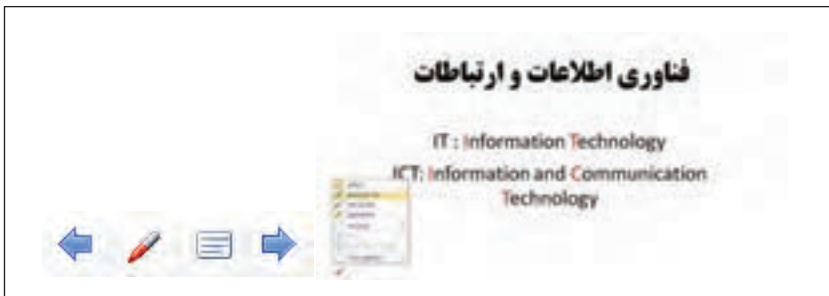 فناوری اطلاعات و ارتباطات
IT : Information Technology
ICT: Information and Communication
Technology